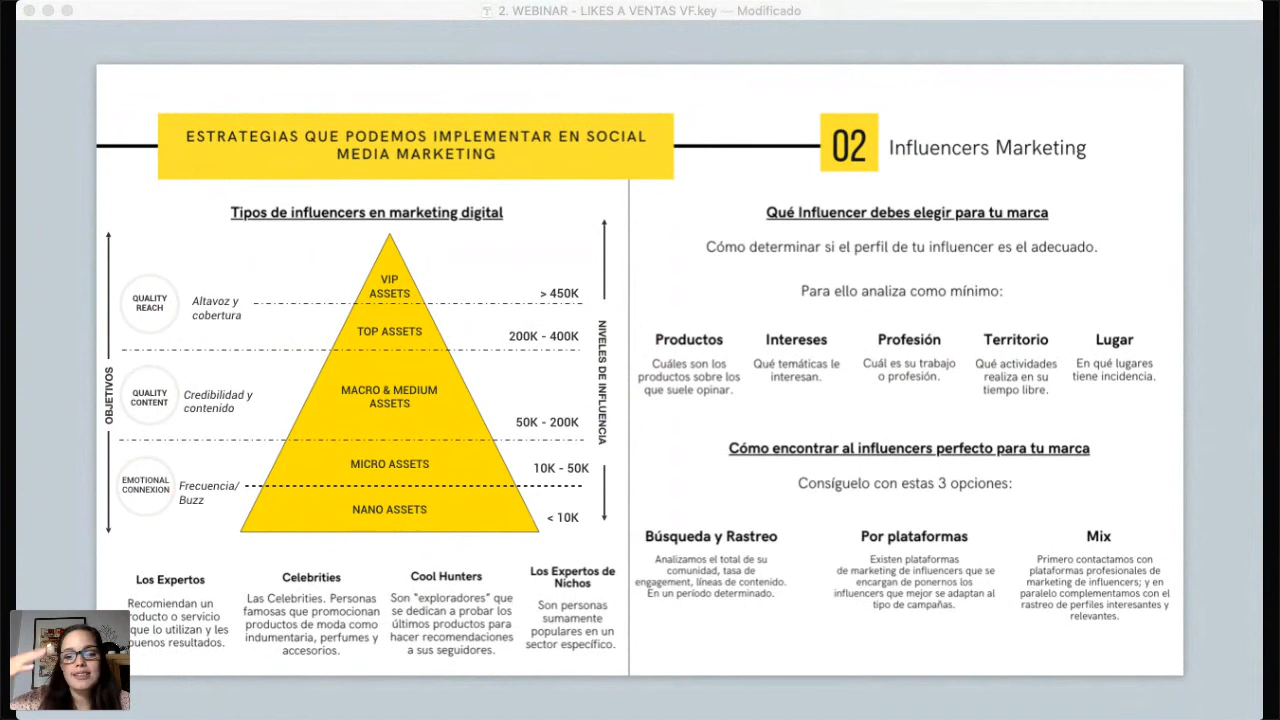 2. WEBINAR - LIKES A VENTAS VF.key — Modificado
ESTRATEGIAS QUE PODEMOS IMPLEMENTAR EN SOCIAL
MEDIA MARKETING
02
Influencers Marketing
Tipos de influencers en marketing digital
OBJETIVOS
QUALITY
REACH
Altavoz y
cobertura
QUALITY
CONTENT
Credibilidad y
contenido
EMOTIONAL
CONNEXION
Frecuencia/
Buzz
VIP
ASSETS
TOP ASSETS
MACRO & MEDIUM
ASSETS
MICRO ASSETS
NANO ASSETS
> 450K
200K - 400K
50K - 200K
10K - 50K
< 10K
NIVELES DE INFLUENCIA
Los Expertos
Recomiendan un
roducto o servicio
que lo utilizan y les
buenos resultados.
Celebrities
Las Celebrities. Personas
famosas que promocionan
productos de moda como
indumentaria, perfumes y
accesorios.
Cool Hunters
Son "exploradores" que
se dedican a probar los
últimos productos para
hacer recomendaciones
a sus seguidores.
Los Expertos de
Nichos
Son personas
sumamente
populares en un
sector específico.
Qué Influencer debes elegir para tu marca
Cómo determinar si el perfil de tu influencer es el adecuado.
Para ello analiza como mínimo:
Productos
Cuáles son los
productos sobre los
que suele opinar.
Intereses
Qué temáticas le
interesan.
Profesión
Cuál es su trabajo
o profesión.
Territorio
Qué actividades
realiza en su
tiempo libre.
Lugar
En qué lugares
tiene incidencia.
Cómo encontrar al influencers perfecto para tu marca
Consíguelo con estas 3 opciones:
Búsqueda y Rastreo
Analizamos el total de su
comunidad, tasa de
engagement, líneas de contenido.
En un período determinado.
Por plataformas
Existen plataformas
de marketing de influencers que se
encargan de ponernos los
influencers que mejor se adaptan al
tipo de campañas.
Mix
Primero contactamos con
plataformas profesionales de
marketing de influencers; y en
paralelo complementamos con el
rastreo de perfiles interesantes y
relevantes.